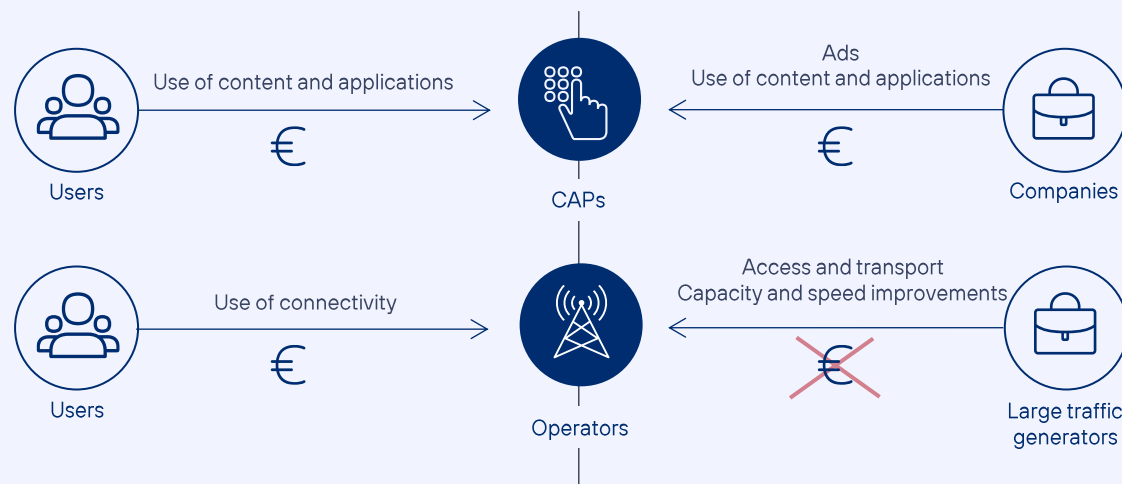 Ads
Use of content and applications
Use of content and applications
€
€
Users
CAPs
Companies
Access and transport
Use of connectivity
Capacity and speed improvements
€
€
Users
Operators
Large traffic
generators